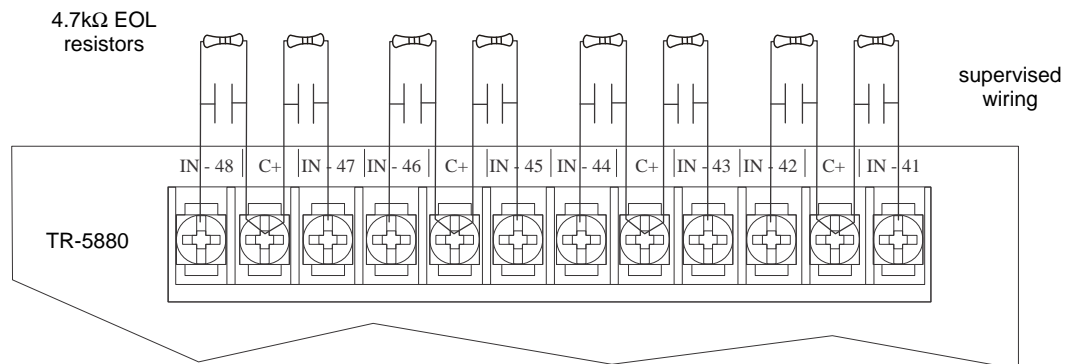 4.7kΩ EOL
resistors
supervised
wiring
IN - 48 C+ IN - 47 IN - 46 C+ IN - 45 IN - 44 C+ IN - 43 IN - 42 C+ IN - 41
TR-5880